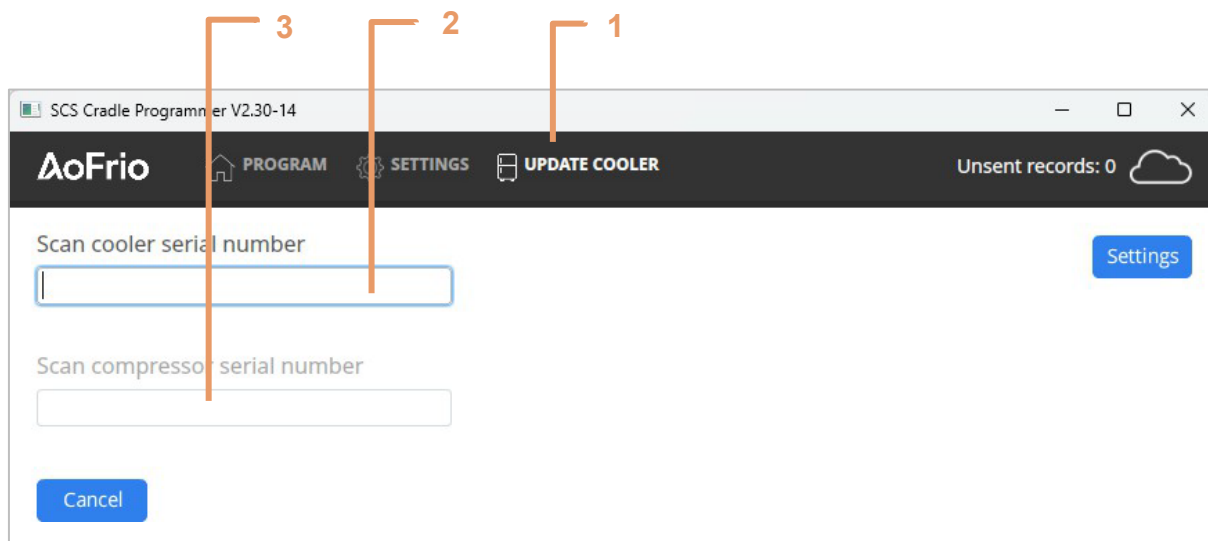 3 2 1
SCS Cradle Programmer V2.30-14
AoFrio PROGRAM SETTINGS UPDATE COOLER Unsent records: 0
Scan cooler serial number
Settings
Scan compressor serial number
Cancel